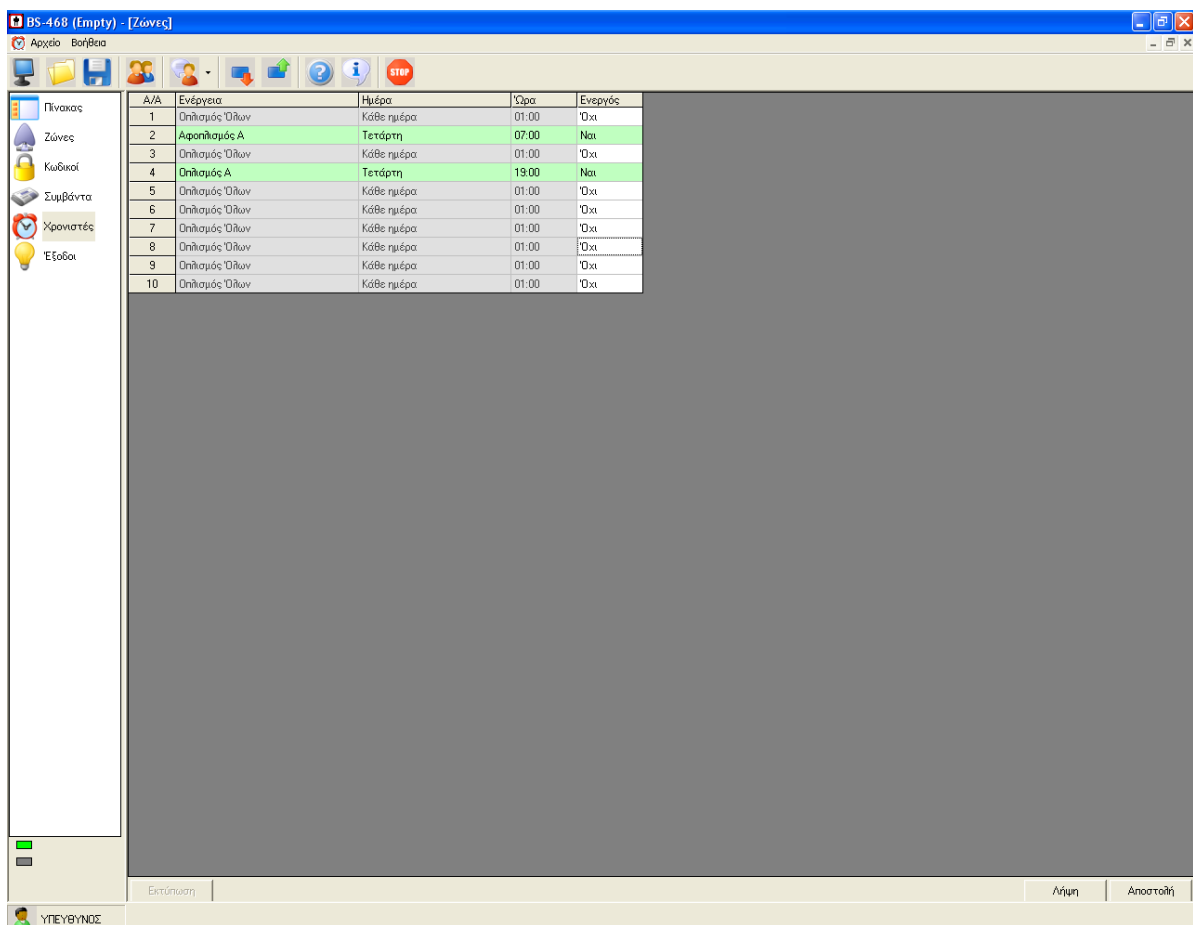 BS-468 (Empty) - [Ζώνες]
Αρχείο Βοήθεια
STOP
Πίνακας
Ζώνες
Κωδικοί
Συμβάντα
Χρονιστές
Έξοδοι
Α/Α Ενέργεια Ημέρα Ώρα Ενεργός
1 Οπλισμός Όλων Κάθε ημέρα 01:00 Όχι
2 Αφοπλισμός Α Τετάρτη 07:00 Ναι
3 Οπλισμός Όλων Κάθε ημέρα 01:00 Όχι
4 Οπλισμός Α Τετάρτη 19:00 Ναι
5 Οπλισμός Όλων Κάθε ημέρα 01:00 Όχι
6 Οπλισμός Όλων Κάθε ημέρα 01:00 Όχι
7 Οπλισμός Όλων Κάθε ημέρα 01:00 Όχι
8 Οπλισμός Όλων Κάθε ημέρα 01:00 Όχι
9 Οπλισμός Όλων Κάθε ημέρα 01:00 Όχι
10 Οπλισμός Όλων Κάθε ημέρα 01:00 Όχι
Εκτύπωση Λήψη Αποστολή
ΥΠΕΥΘΥΝΟΣ